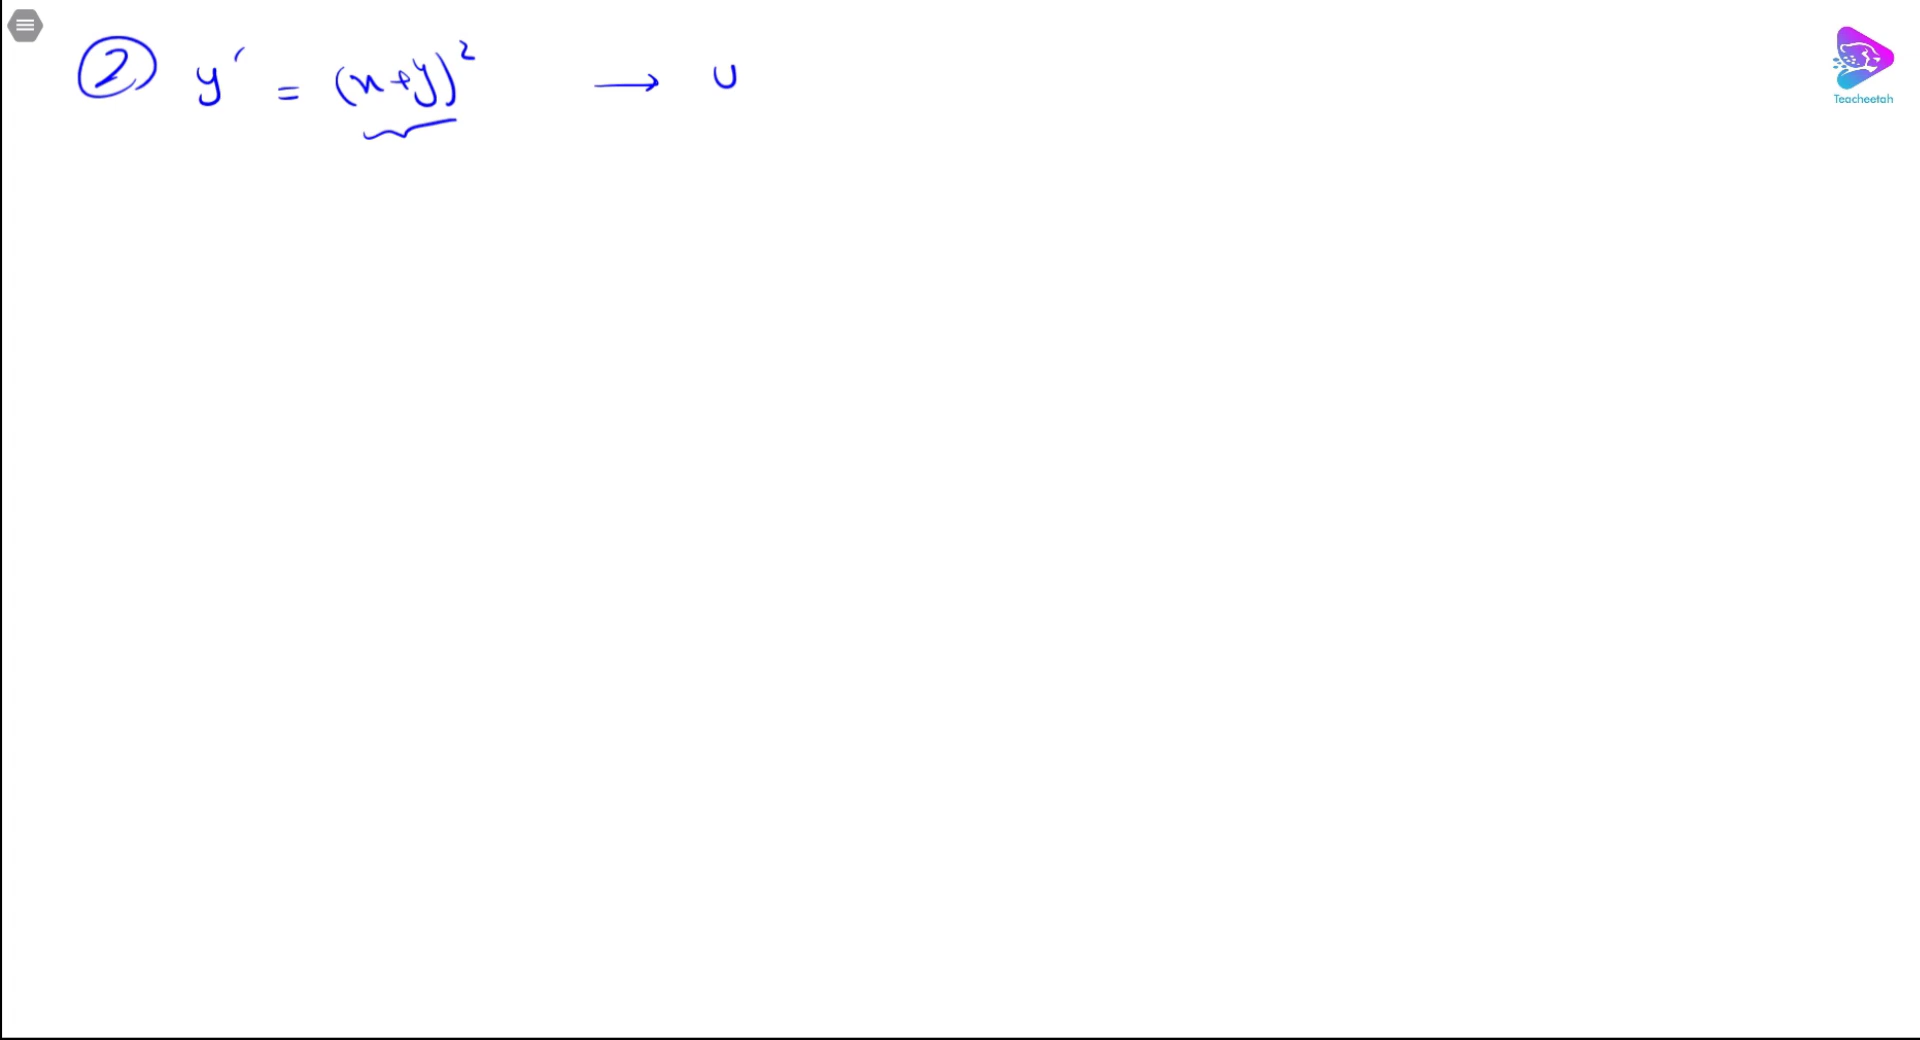 ② y′ = (x+y)² → u
Teacheetah